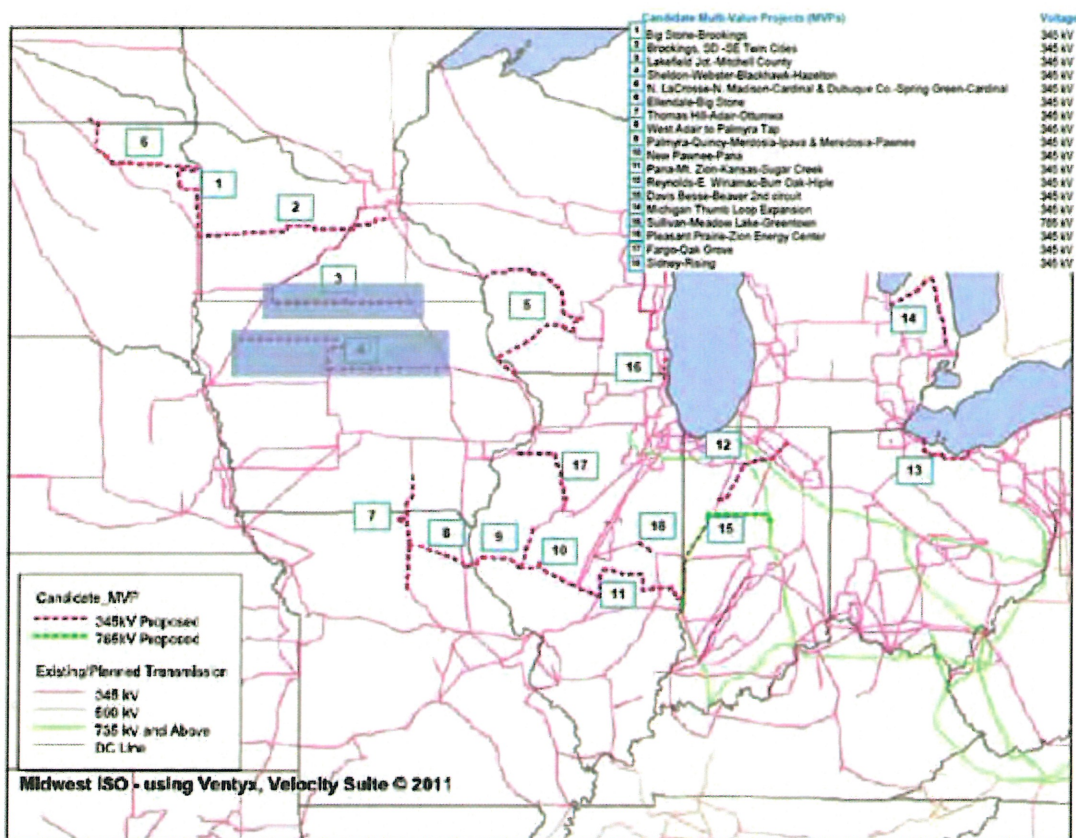 Candidate Multi-Value Projects (MVPs) Voltage
1 Big Stone-Brookings 345 kV
2 Brookings, SD -SE Twin Cities 345 kV
3 Lakefield Jct.-Mitchell County 345 kV
4 Sheldon-Webster-Blackhawk-Hazelton 345 kV
5 N. LaCrosse-N. Madison-Cardinal & Dubuque Co.-Spring Green-Cardinal 345 kV
6 Ellendale-Big Stone 345 kV
7 Thomas Hill-Adair-Ottumwa 345 kV
8 West Adair to Palmyra Tap 345 kV
9 Palmyra-Quincy-Merdosia-Ipava & Meredosia-Pawnee 345 kV
10 New Pawnee-Pana 345 kV
11 Pana-Mt. Zion-Kansas-Sugar Creek 345 kV
12 Reynolds-E. Winamac-Burr Oak-Hiple 345 kV
13 Davis Besse-Beaver 2nd circuit 345 kV
14 Michigan Thumb Loop Expansion 345 kV
15 Sullivan-Meadow Lake-Greentown 765 kV
16 Pleasant Prairie-Zion Energy Center 345 kV
17 Fargo-Oak Grove 345 kV
18 Sidney-Rising 345 kV
6
1
2
3
5
4
14
16
12
17
13
7
8
9
10
18
15
11
Candidate_MVP
345kV Proposed
765kV Proposed
Existing/Planned Transmission
345 kV
500 kV
735 kV and Above
DC Line
Midwest ISO - using Ventyx, Velocity Suite © 2011